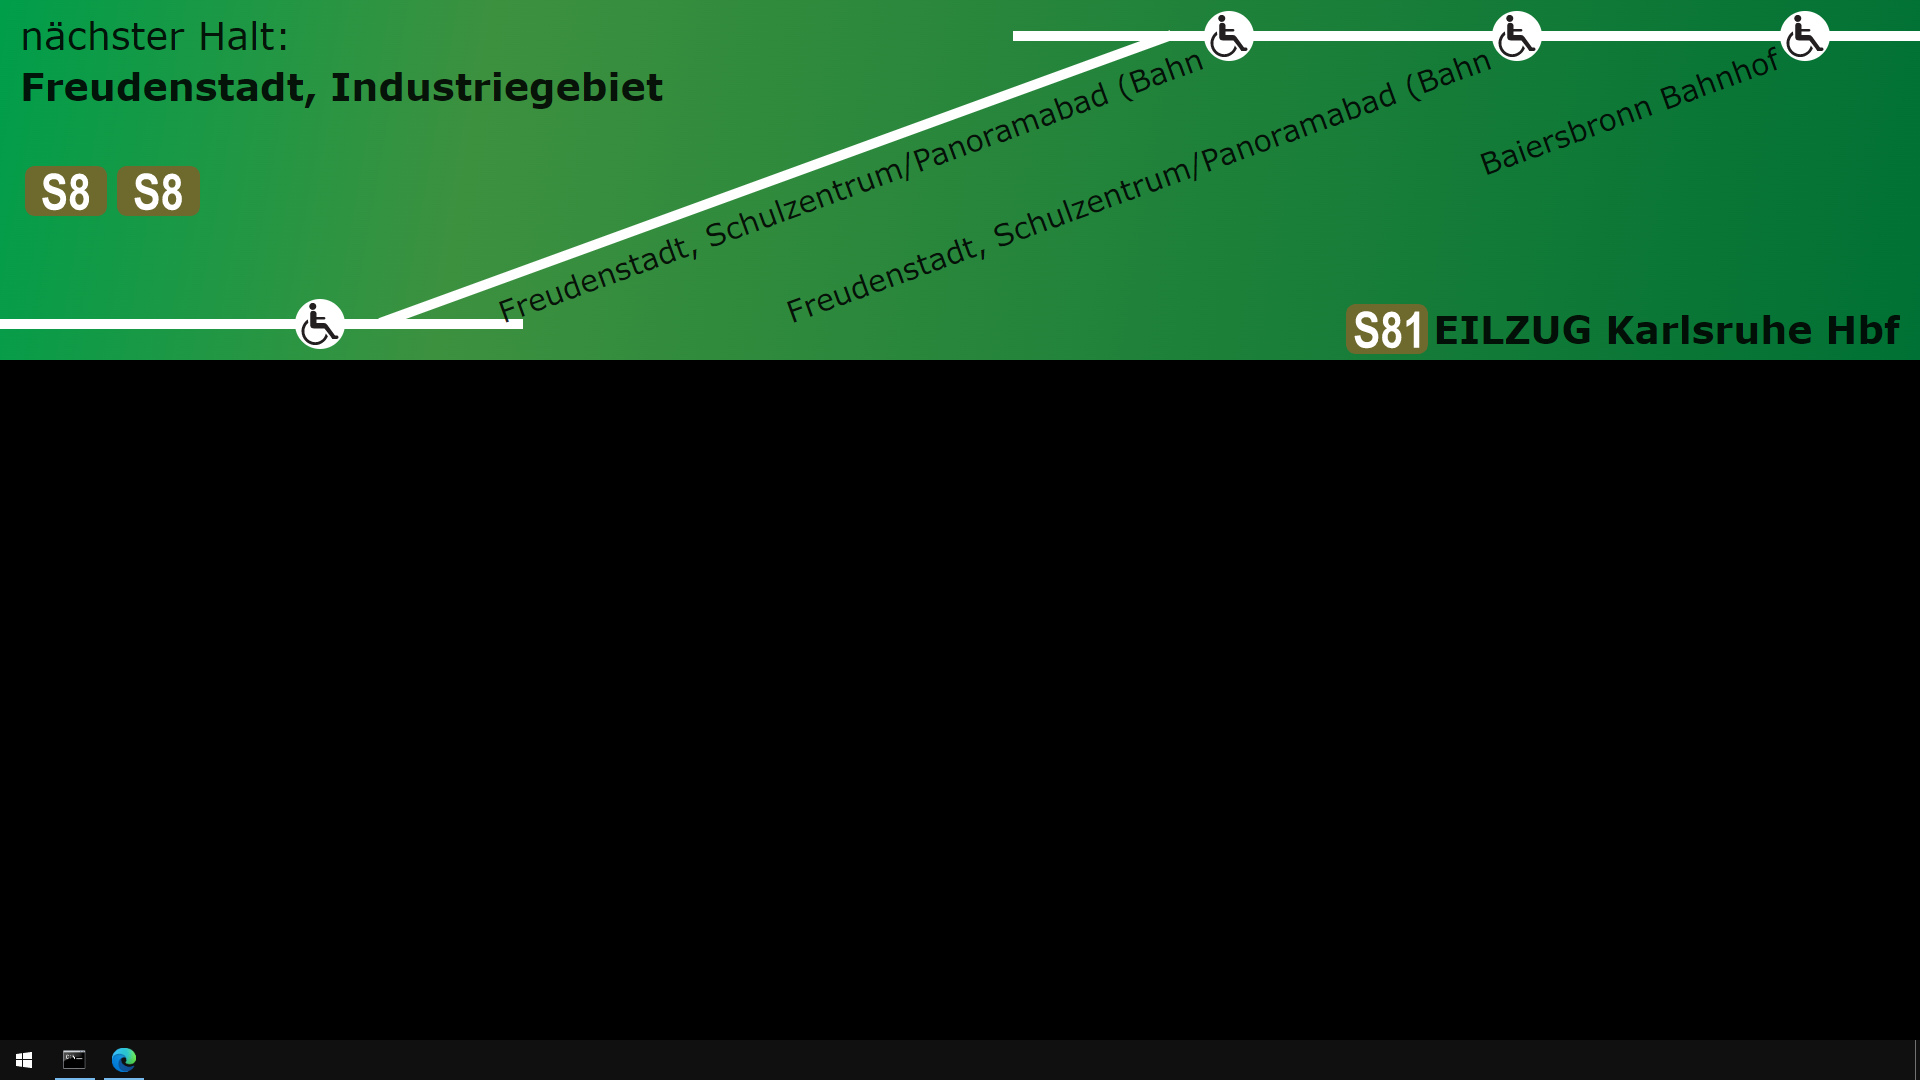 nächster Halt:
Freudenstadt, Industriegebiet
S8 S8
Freudenstadt, Schulzentrum/Panoramabad (Bahn
Freudenstadt, Schulzentrum/Panoramabad (Bahn
Baiersbronn Bahnhof
S81 EILZUG Karlsruhe Hbf